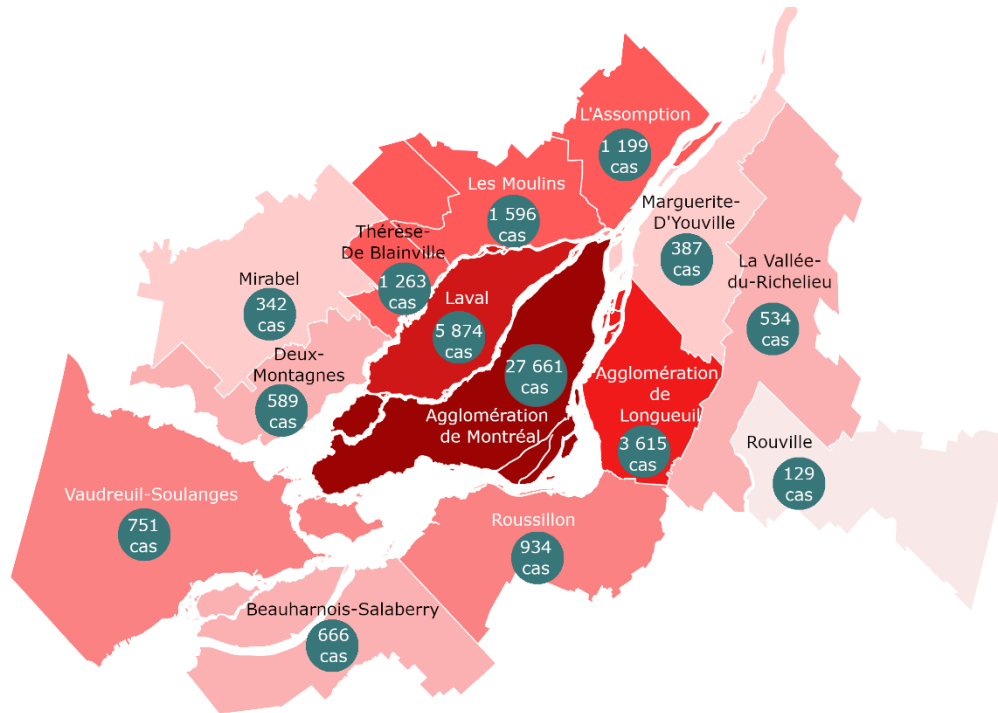 L'Assomption
1 199
cas
Les Moulins
1 596
cas
Marguerite-
D'Youville
387
cas
Thérèse-
De Blainville
1 263
cas
La Vallée-
du-Richelieu
534
cas
Mirabel
342
cas
Laval
5 874
cas
Deux-
Montagnes
589
cas
27 661
cas
Agglomération
de Montréal
Agglomération
de
Longueuil
3 615
cas
Rouville
129
cas
Vaudreuil-Soulanges
751
cas
Roussillon
934
cas
Beauharnois-Salaberry
666
cas